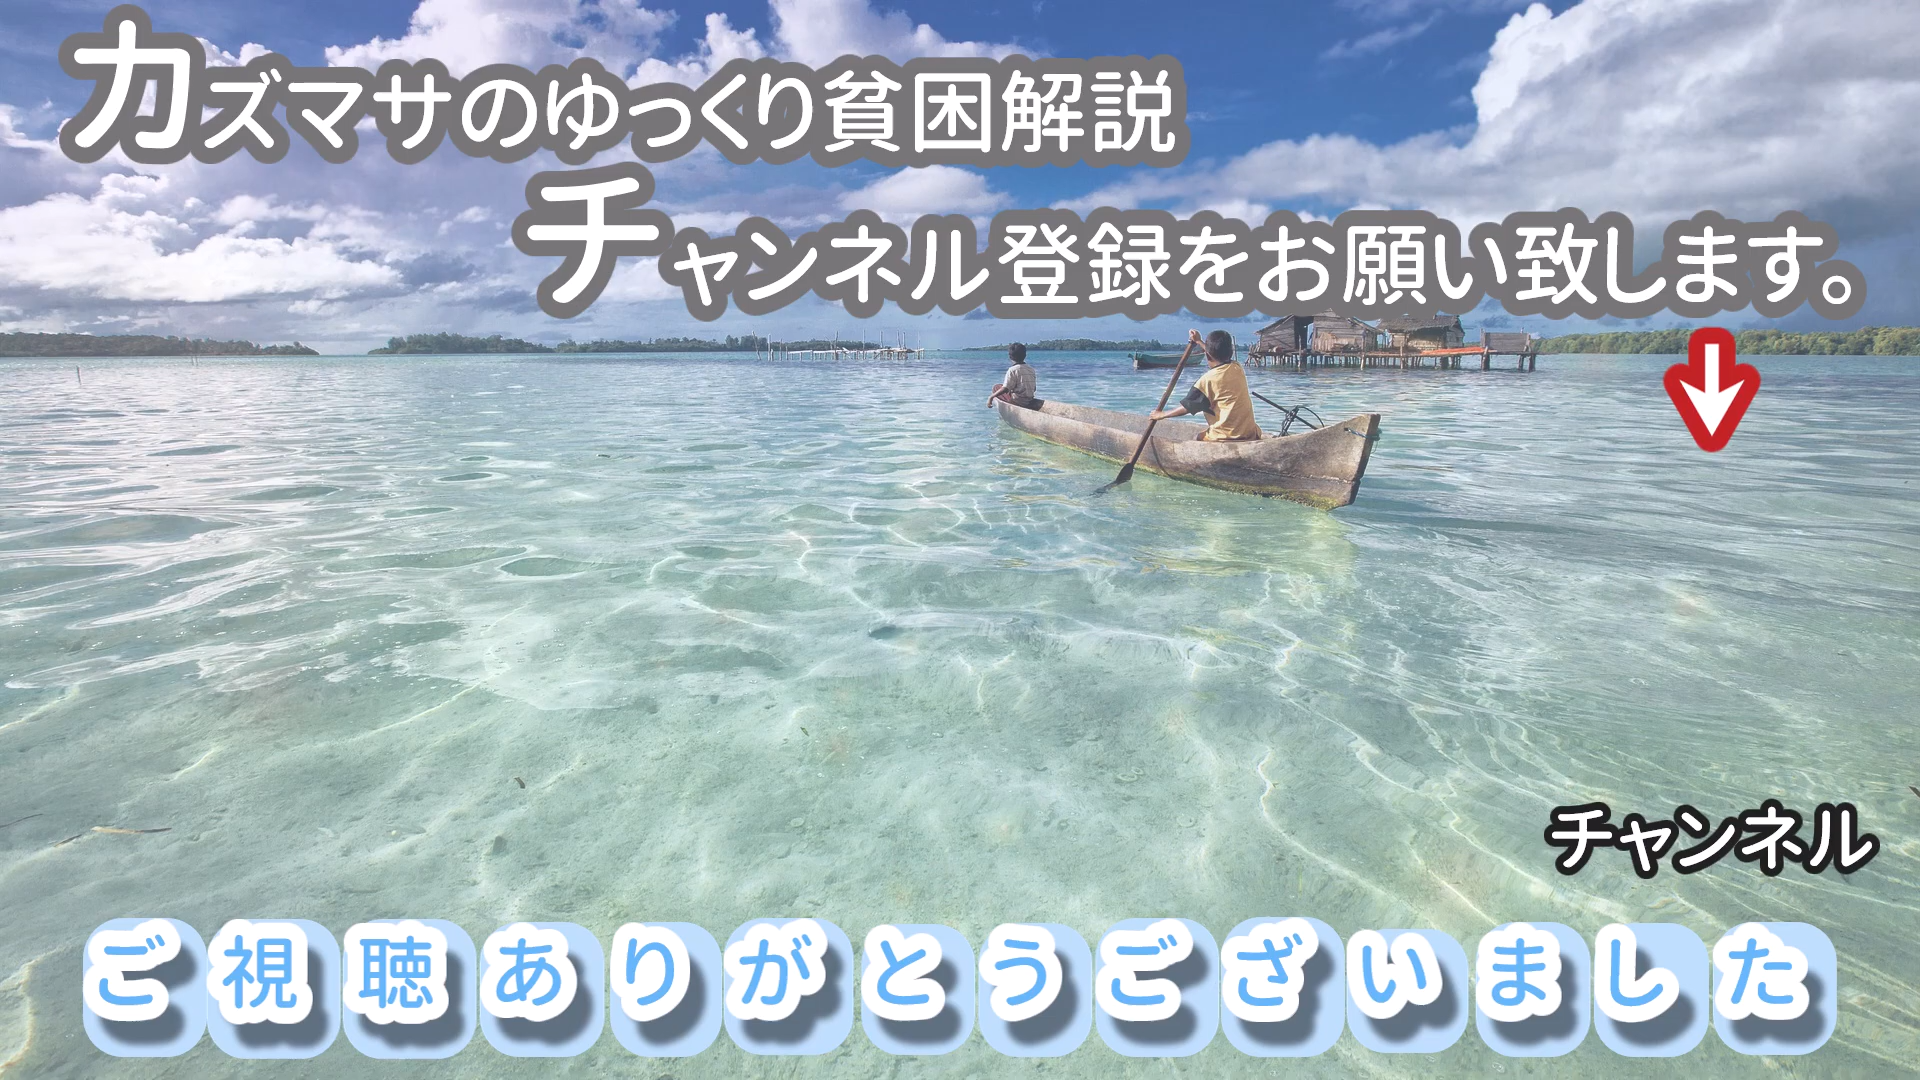 カズマサのゆっくり貧困解説
チャンネル登録をお願い致します。
チャンネル
ご視聴ありがとうございました